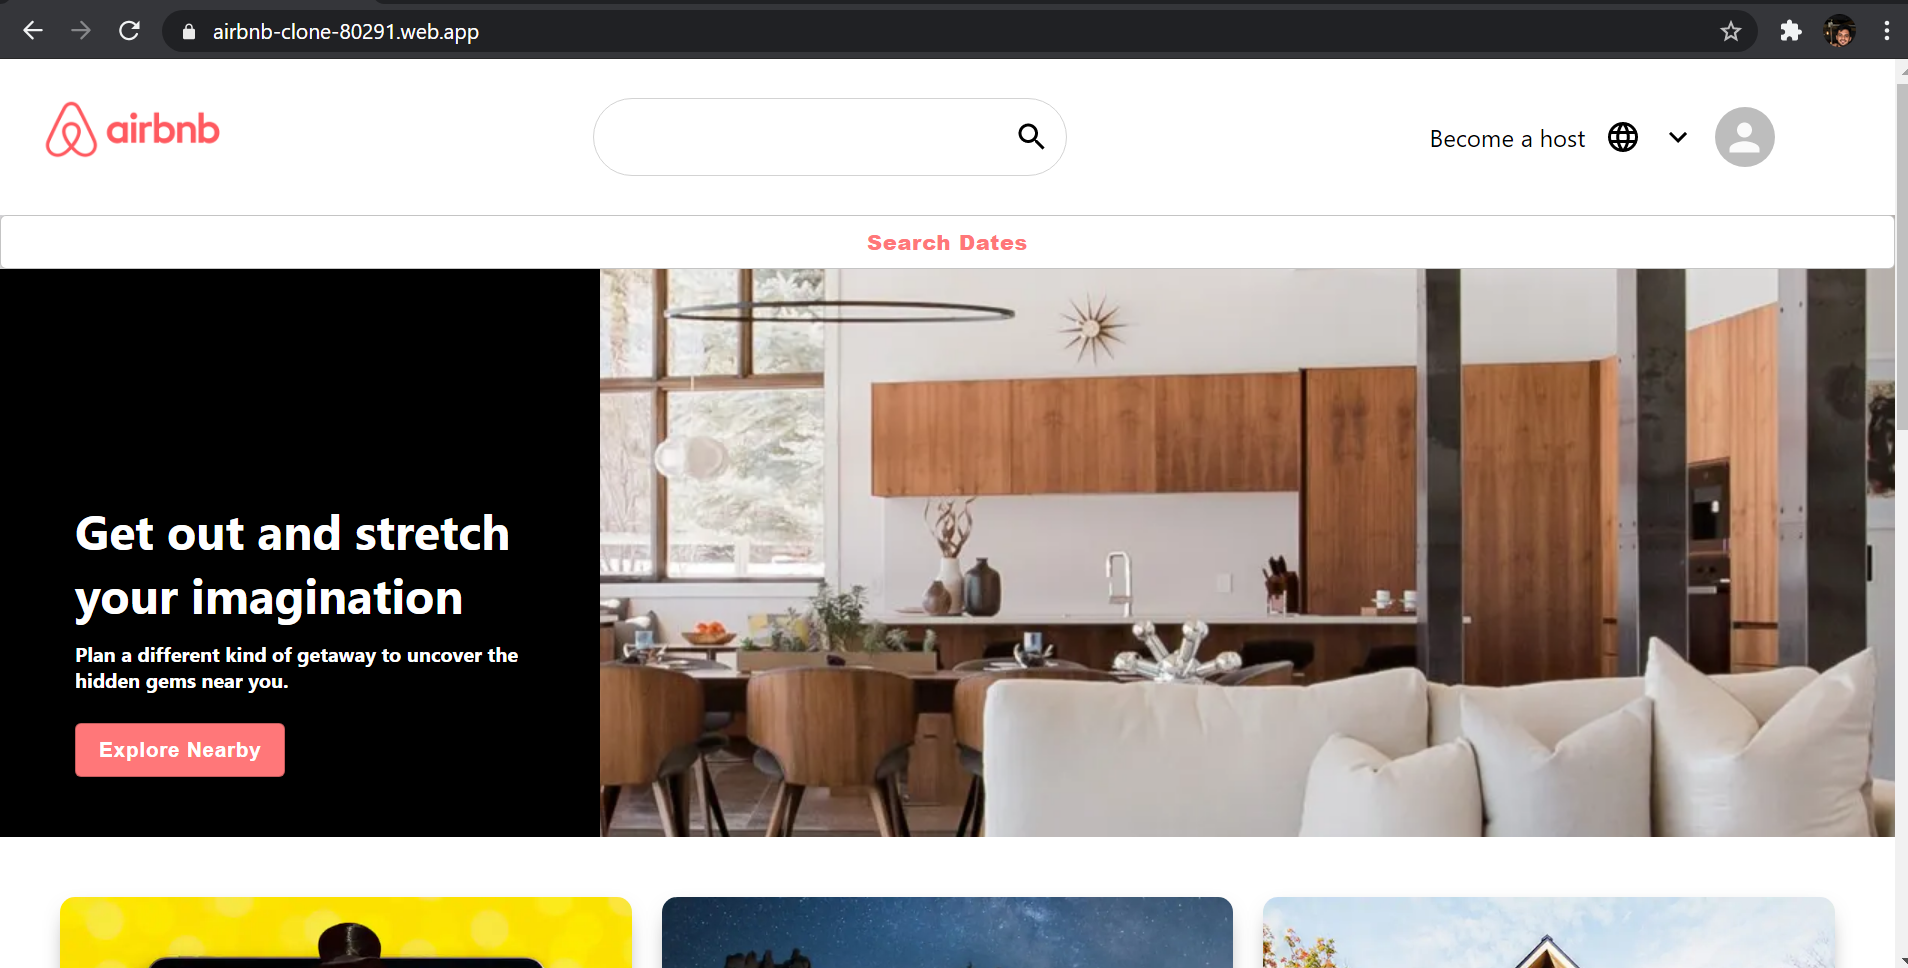 airbnb-clone-80291.web.app
airbnb
Become a host
Search Dates
Get out and stretch
your imagination
Plan a different kind of getaway to uncover the
hidden gems near you.
Explore Nearby